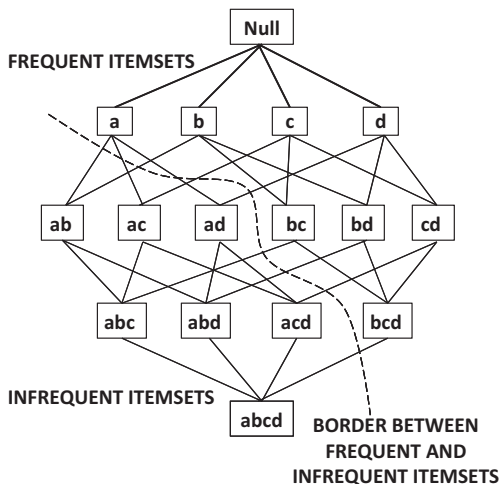 Null
FREQUENT ITEMSETS
a b c d
ab ac ad bc bd cd
abc abd acd bcd
INFREQUENT ITEMSETS
abcd
BORDER BETWEEN
FREQUENT AND
INFREQUENT ITEMSETS